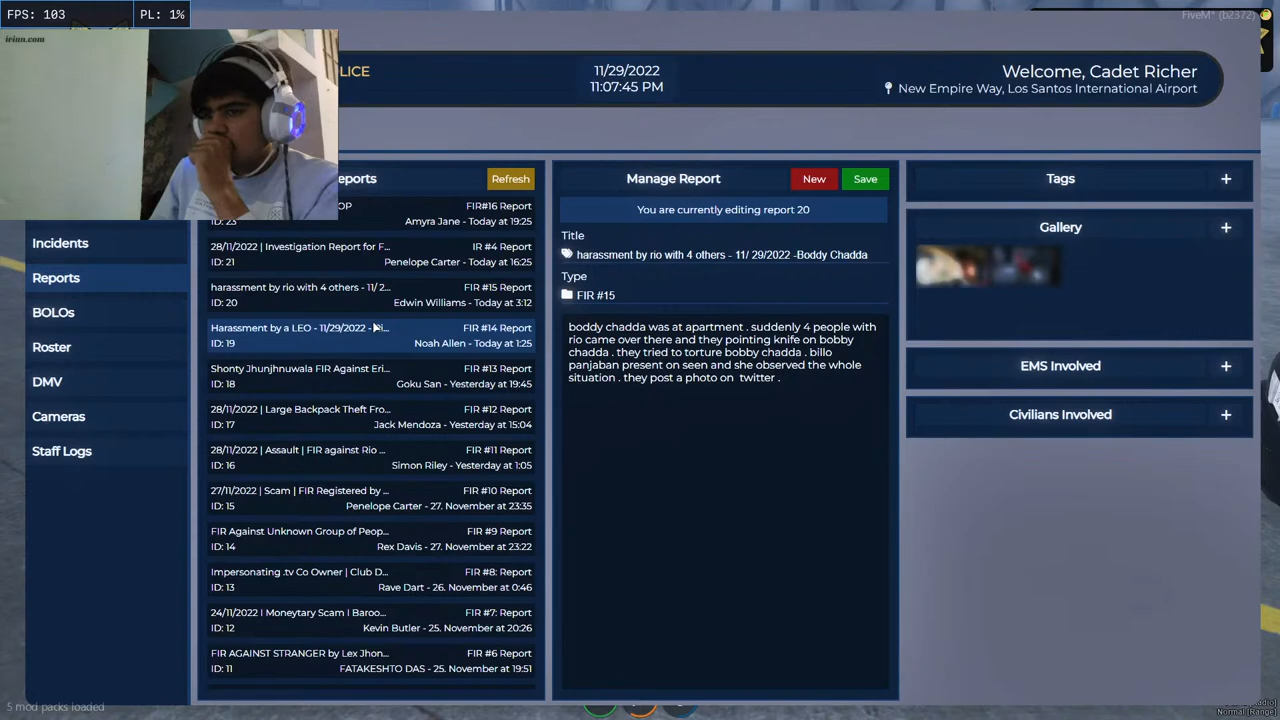 FPS: 103
PL: 1%
FiveM* (b2372)
iriun.com
LICE
11/29/2022
11:07:45 PM
Welcome, Cadet Richer
New Empire Way, Los Santos International Airport
Incidents
Reports
BOLOs
Roster
DMV
Cameras
Staff Logs
eports
Refresh
OP
FIR#16 Report
ID: 23
Amyra Jane - Today at 19:25
28/11/2022 | Investigation Report for F...
IR #4 Report
ID: 21
Penelope Carter - Today at 16:25
harassment by rio with 4 others - 11/ 2...
FIR #15 Report
ID: 20
Edwin Williams - Today at 3:12
Harassment by a LEO - 11/29/2022 -
FIR #14 Report
ID: 19
Noah Allen - Today at 1:25
Shonty Jhunjhnuwala FIR Against Eri...
FIR #13 Report
ID: 18
Goku San - Yesterday at 19:45
28/11/2022 | Large Backpack Theft Fro...
FIR #12 Report
ID: 17
Jack Mendoza - Yesterday at 15:04
28/11/2022 | Assault | FIR against Rio ...
FIR #11 Report
ID: 16
Simon Riley - Yesterday at 1:05
27/11/2022 | Scam | FIR Registered by ...
FIR #10 Report
ID: 15
Penelope Carter - 27. November at 23:35
FIR Against Unknown Group of Peop...
FIR #9 Report
ID: 14
Rex Davis - 27. November at 23:22
Impersonating .tv Co Owner | Club D...
FIR #8: Report
ID: 13
Rave Dart - 26. November at 0:46
24/11/2022 I Moneytary Scam I Baroo...
FIR #7: Report
ID: 12
Kevin Butler - 25. November at 20:26
FIR AGAINST STRANGER by Lex Jhon...
FIR #6 Report
ID: 11
FATAKESHTO DAS - 25. November at 19:51
Manage Report
New
Save
You are currently editing report 20
Title
harassment by rio with 4 others - 11/ 29/2022 -Boddy Chadda
Type
FIR #15
boddy chadda was at apartment . suddenly 4 people with
rio came over there and they pointing knife on bobby
chadda . they tried to torture bobby chadda . billo
panjaban present on seen and she observed the whole
situation . they post a photo on  twitter .
Tags
+
Gallery
+
EMS Involved
+
Civilians Involved
+
5 mod packs loaded
Normal [Range]